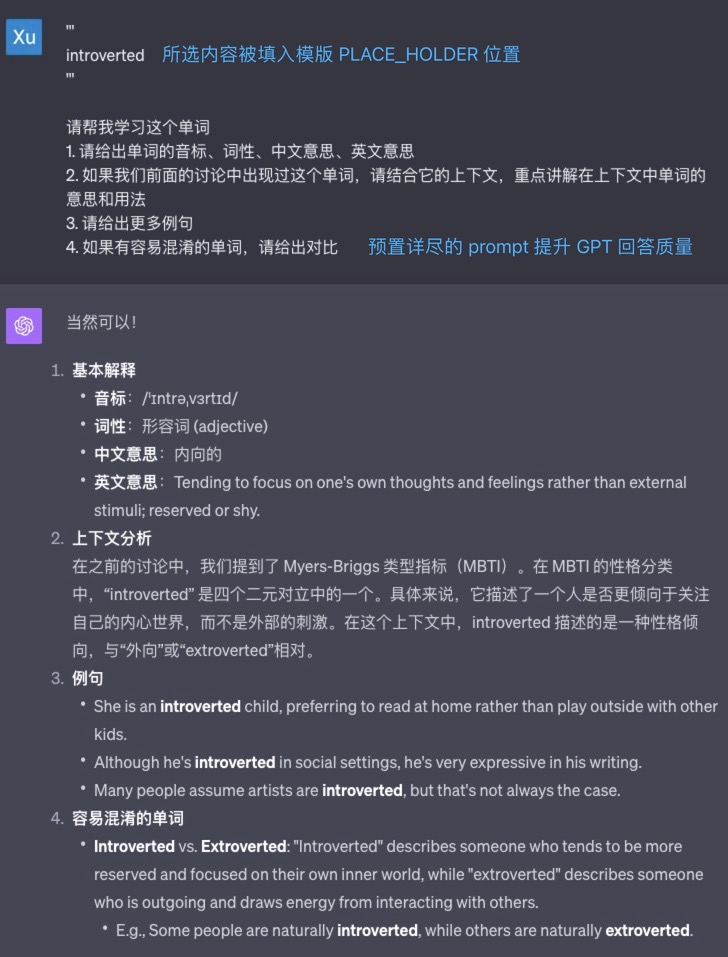 Xu
'''
introverted 所选内容被填入模版 PLACE_HOLDER 位置
'''
请帮我学习这个单词
1. 请给出单词的音标、词性、中文意思、英文意思
2. 如果我们前面的讨论中出现过这个单词，请结合它的上下文，重点讲解在上下文中单词的
意思和用法
3. 请给出更多例句
4. 如果有容易混淆的单词，请给出对比 预置详尽的 prompt 提升 GPT 回答质量
当然可以！
1. 基本解释
• 音标：/ˈɪntrəˌvɜrtɪd/
• 词性：形容词 (adjective)
• 中文意思：内向的
• 英文意思：Tending to focus on one's own thoughts and feelings rather than external
stimuli; reserved or shy.
2. 上下文分析
在之前的讨论中，我们提到了 Myers-Briggs 类型指标（MBTI）。在 MBTI 的性格分类
中，“introverted” 是四个二元对立中的一个。具体来说，它描述了一个人是否更倾向于关注
自己的内心世界，而不是外部的刺激。在这个上下文中，introverted 描述的是一种性格倾
向，与“外向”或“extroverted”相对。
3. 例句
• She is an introverted child, preferring to read at home rather than play outside with other
kids.
• Although he's introverted in social settings, he's very expressive in his writing.
• Many people assume artists are introverted, but that's not always the case.
4. 容易混淆的单词
• Introverted vs. Extroverted: "Introverted" describes someone who tends to be more
reserved and focused on their own inner world, while "extroverted" describes someone
who is outgoing and draws energy from interacting with others.
• E.g., Some people are naturally introverted, while others are naturally extroverted.